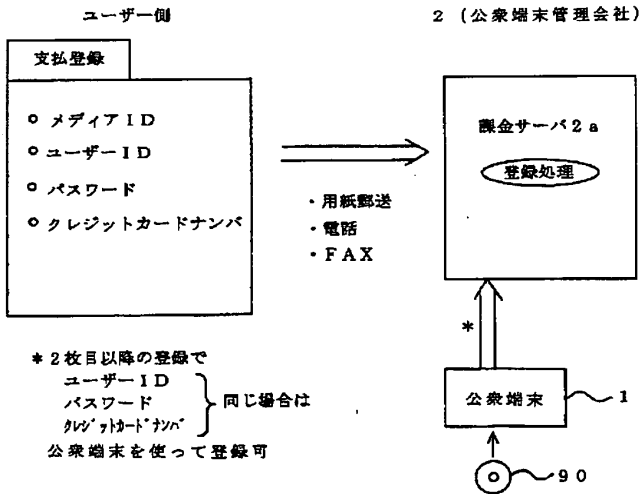 ユーザー側
2 (公衆端末管理会社)
支払登録
○ メディアID
○ ユーザーID
○ パスワード
○ クレジットカードナンバ
・用紙郵送
・電話
・FAX
課金サーバ2a
登録処理
*
*2枚目以降の登録で
ユーザーID
パスワード
クレジットカードナンバ
同じ場合は
公衆端末を使って登録可
公衆端末
1
90